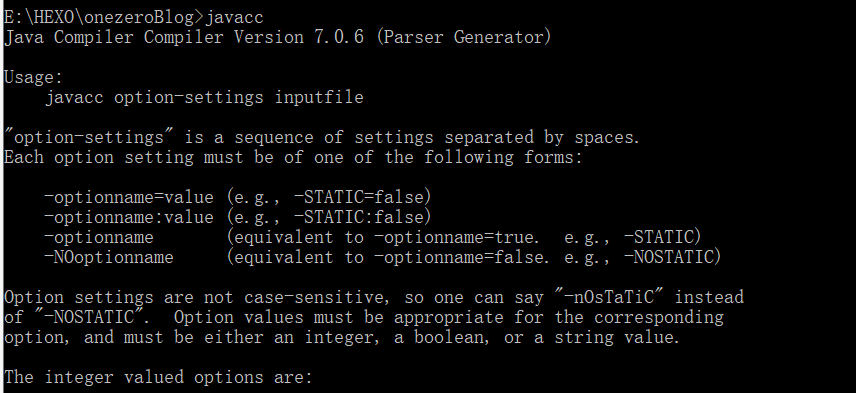 E:\HEXO\onezeroBlog>javacc
Java Compiler Compiler Version 7.0.6 (Parser Generator)
Usage:
    javacc option-settings inputfile
"option-settings" is a sequence of settings separated by spaces.
Each option setting must be of one of the following forms:
    -optionname=value (e.g., -STATIC=false)
    -optionname:value (e.g., -STATIC:false)
    -optionname       (equivalent to -optionname=true.  e.g., -STATIC)
    -NOoptionname     (equivalent to -optionname=false. e.g., -NOSTATIC)
Option settings are not case-sensitive, so one can say "-nOsTaTiC" instead
of "-NOSTATIC".  Option values must be appropriate for the corresponding
option, and must be either an integer, a boolean, or a string value.
The integer valued options are: